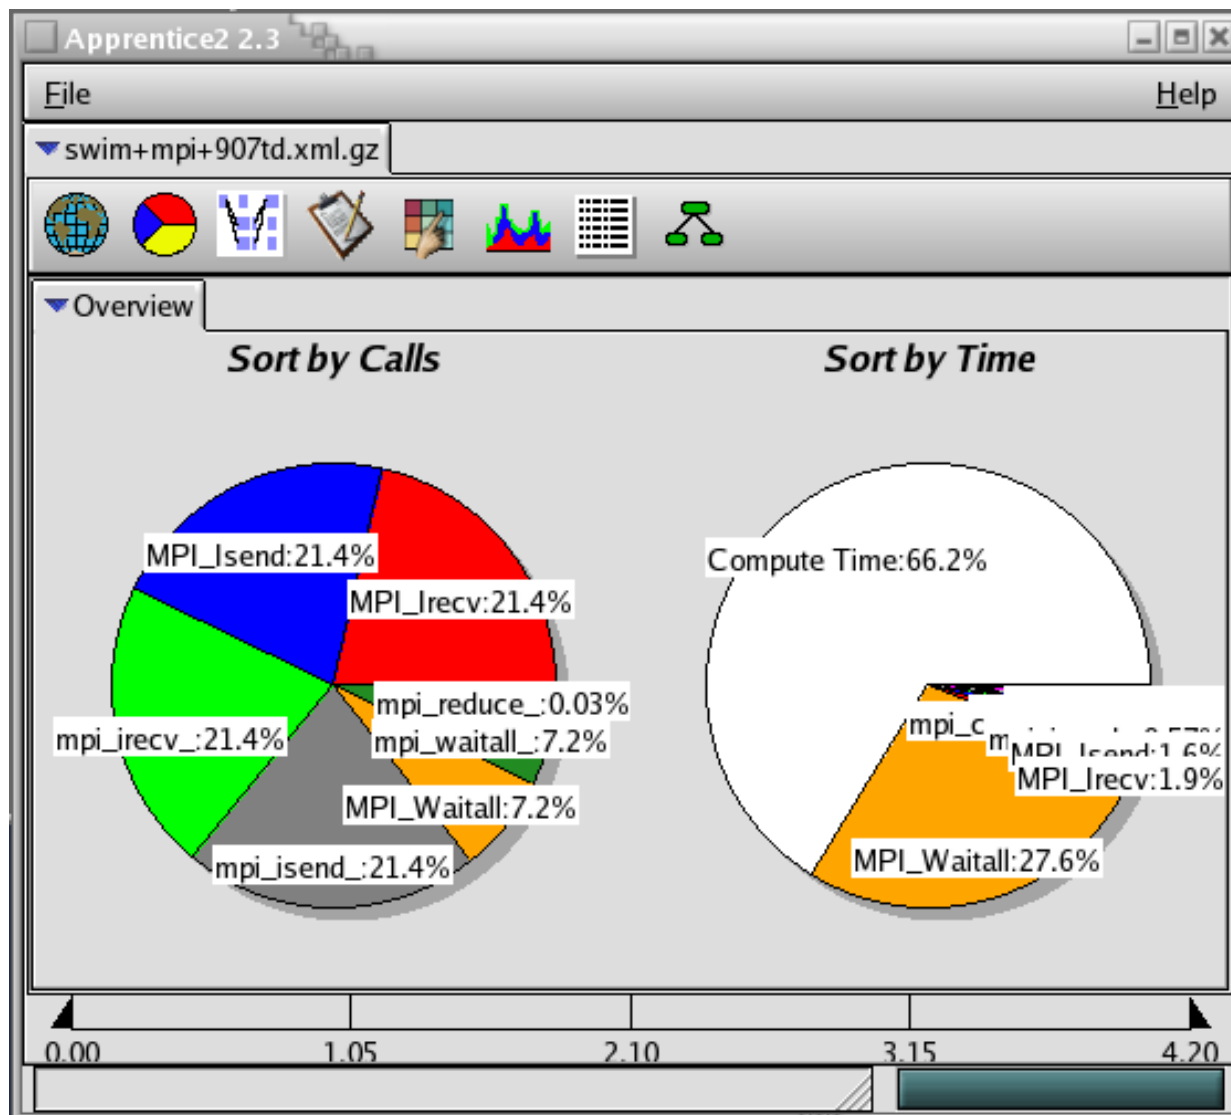 Apprentice2 2.3
File
Help
swim+mpi+907td.xml.gz
Overview
Sort by Calls
MPI_Isend:21.4%
MPI_Irecv:21.4%
mpi_reduce_:0.03%
mpi_irecv_:21.4%
mpi_waitall_:7.2%
MPI_Waitall:7.2%
mpi_isend_:21.4%
Sort by Time
Compute Time:66.2%
mpi_c
MPI_Isend:1.6%
MPI_Irecv:1.9%
MPI_Waitall:27.6%
0.00 1.05 2.10 3.15 4.20